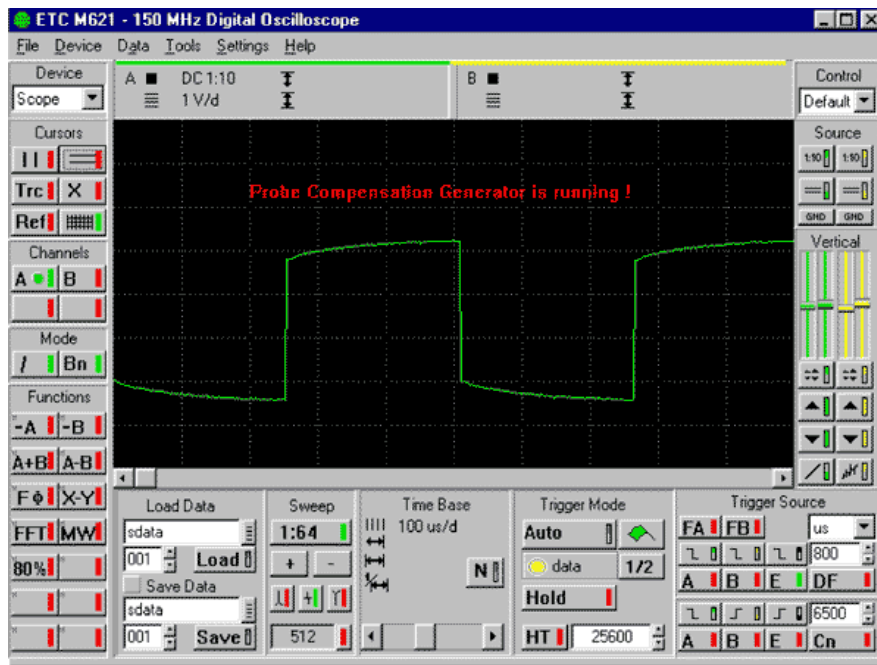 ETC M621 - 150 MHz Digital Oscilloscope
File Device Data Tools Settings Help
Device
Scope
A DC 1:10
1 V/d
B
Control
Default
Cursors
Trc X
Ref
Channels
A B
Mode
Bn
Functions
-A -B
A+B A-B
F ϕ X-Y
FFT MW
80%
Probe Compensation Generator is running !
Source
1:10 1:10
GND GND
Vertical
Load Data
sdata
001 Load
Save Data
sdata
001 Save
Sweep
1:64
+ -
512
Time Base
100 us/d
N
Trigger Mode
Auto
data 1/2
Hold
HT 25600
Trigger Source
FA FB us
800
A B E DF
6500
A B E Cn